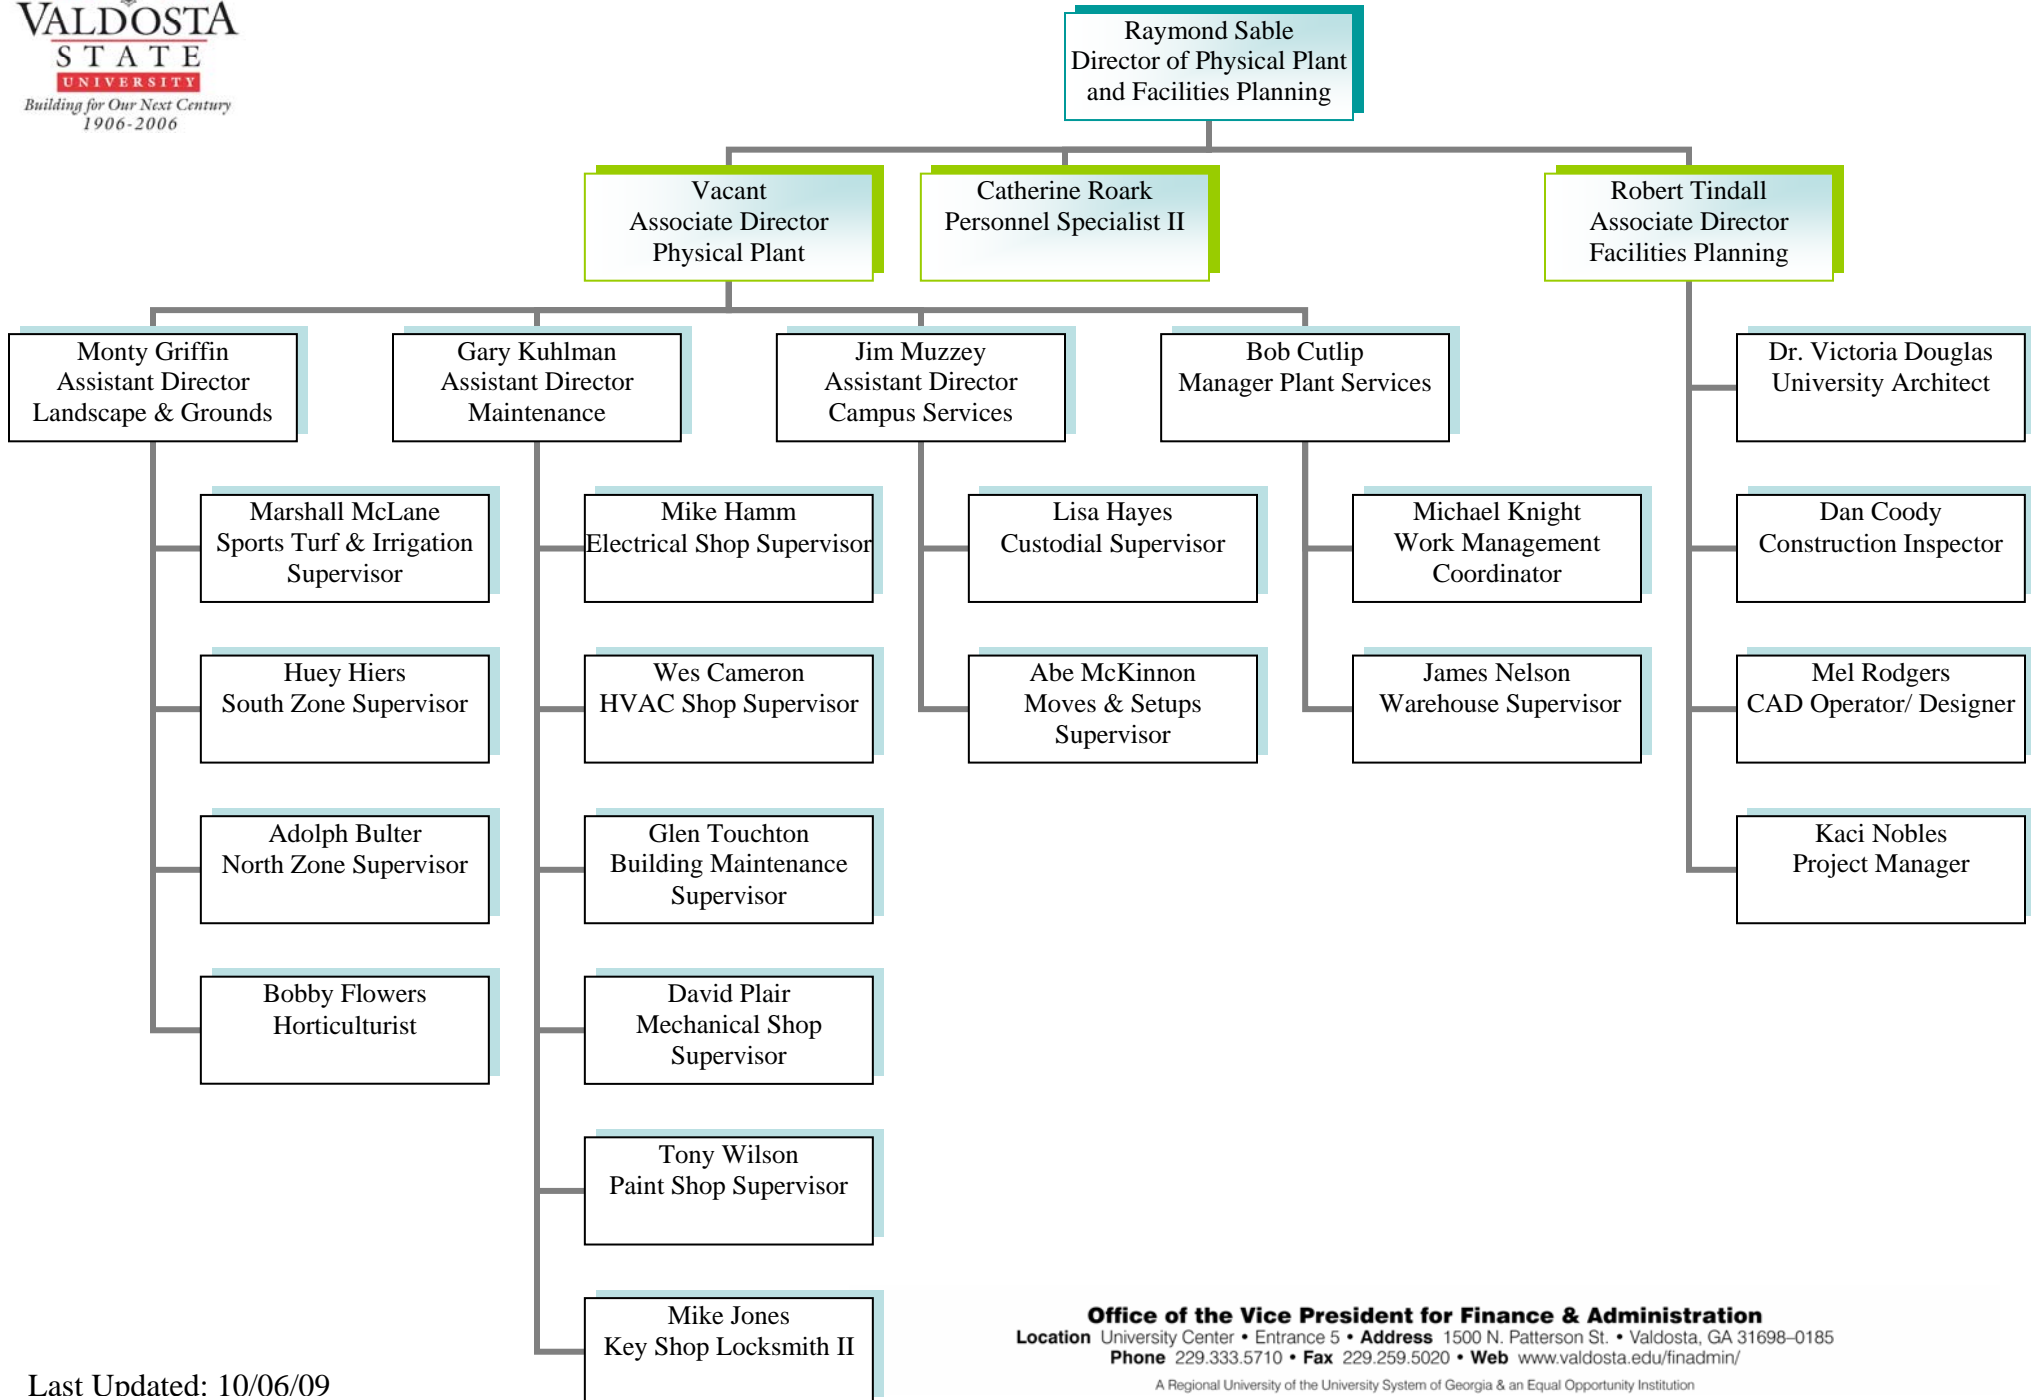 VALDOSTA
STATE
UNIVERSITY
Building for Our Next Century
1906-2006
Raymond Sable
Director of Physical Plant
and Facilities Planning
Vacant
Associate Director
Physical Plant
Catherine Roark
Personnel Specialist II
Robert Tindall
Associate Director
Facilities Planning
Monty Griffin
Assistant Director
Landscape & Grounds
Gary Kuhlman
Assistant Director
Maintenance
Jim Muzzey
Assistant Director
Campus Services
Bob Cutlip
Manager Plant Services
Dr. Victoria Douglas
University Architect
Marshall McLane
Sports Turf & Irrigation
Supervisor
Mike Hamm
Electrical Shop Supervisor
Lisa Hayes
Custodial Supervisor
Michael Knight
Work Management
Coordinator
Dan Coody
Construction Inspector
Huey Hiers
South Zone Supervisor
Wes Cameron
HVAC Shop Supervisor
Abe McKinnon
Moves & Setups
Supervisor
James Nelson
Warehouse Supervisor
Mel Rodgers
CAD Operator/ Designer
Adolph Bulter
North Zone Supervisor
Glen Touchton
Building Maintenance
Supervisor
Kaci Nobles
Project Manager
Bobby Flowers
Horticulturist
David Plair
Mechanical Shop
Supervisor
Tony Wilson
Paint Shop Supervisor
Mike Jones
Key Shop Locksmith II
Office of the Vice President for Finance & Administration
Location University Center • Entrance 5 • Address 1500 N. Patterson St. • Valdosta, GA 31698–0185
Phone 229.333.5710 • Fax 229.259.5020 • Web www.valdosta.edu/finadmin/
A Regional University of the University System of Georgia & an Equal Opportunity Institution
Last Updated: 10/06/09